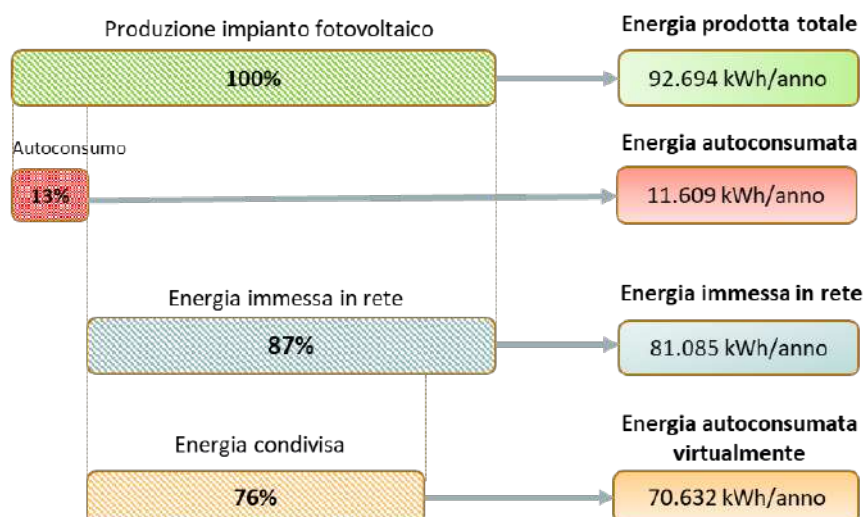 Produzione impianto fotovoltaico
Energia prodotta totale
100%
92.694 kWh/anno
Autoconsumo
Energia autoconsumata
13%
11.609 kWh/anno
Energia immessa in rete
Energia immessa in rete
87%
81.085 kWh/anno
Energia condivisa
Energia autoconsumata
virtualmente
76%
70.632 kWh/anno